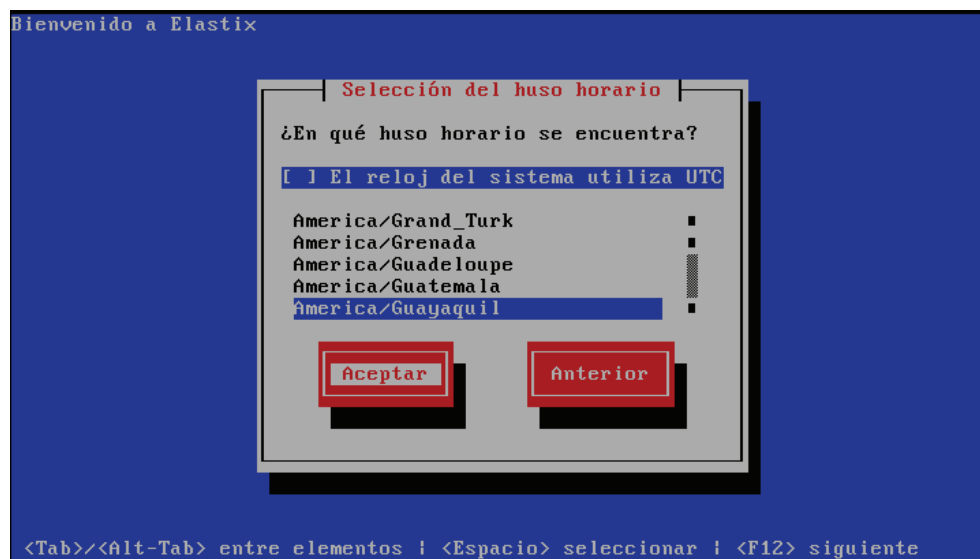 Bienvenido a Elastix
Selección del huso horario
¿En qué huso horario se encuentra?
[ ] El reloj del sistema utiliza UTC
America/Grand_Turk
America/Grenada
America/Guadeloupe
America/Guatemala
America/Guayaquil
Aceptar
Anterior
<Tab>/<Alt-Tab> entre elementos | <Espacio> seleccionar | <F12> siguiente